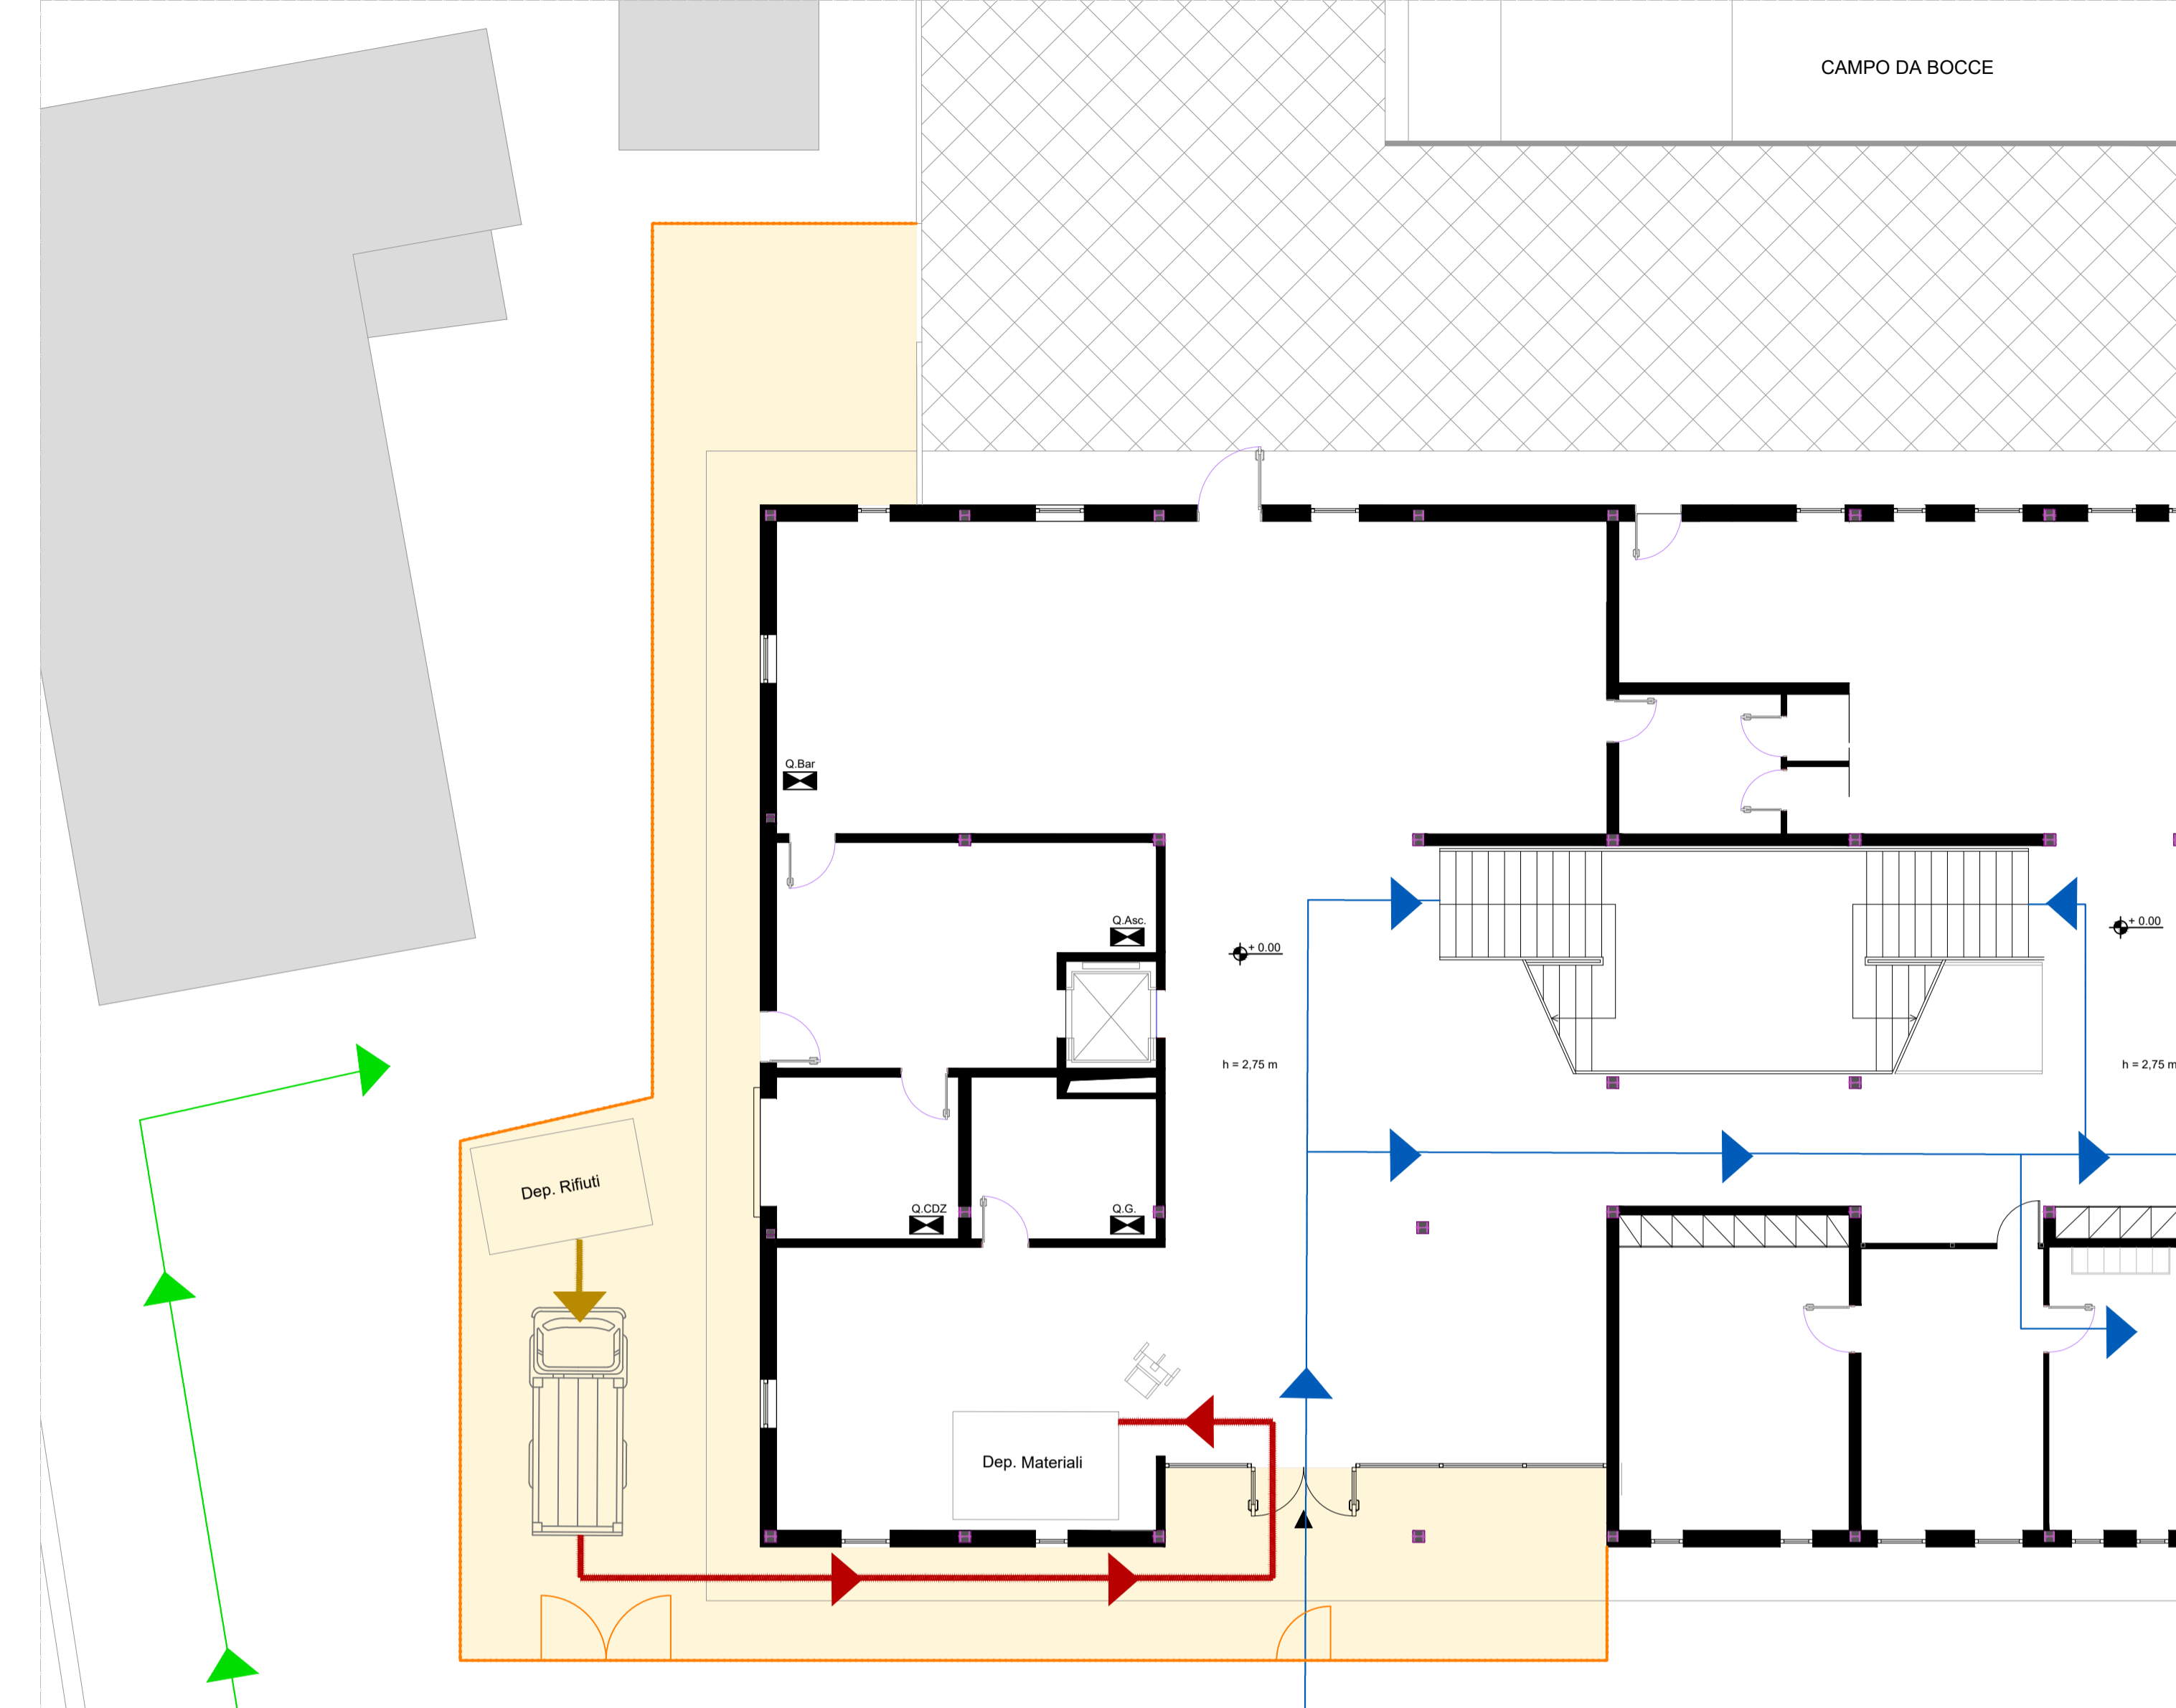 CAMPO DA BOCCE
Q.Bar
Q.Asc.
+ 0.00
+ 0.00
h = 2,75 m
h = 2,75 m
Dep. Rifiuti
Q.CDZ
Q.G.
Dep. Materiali